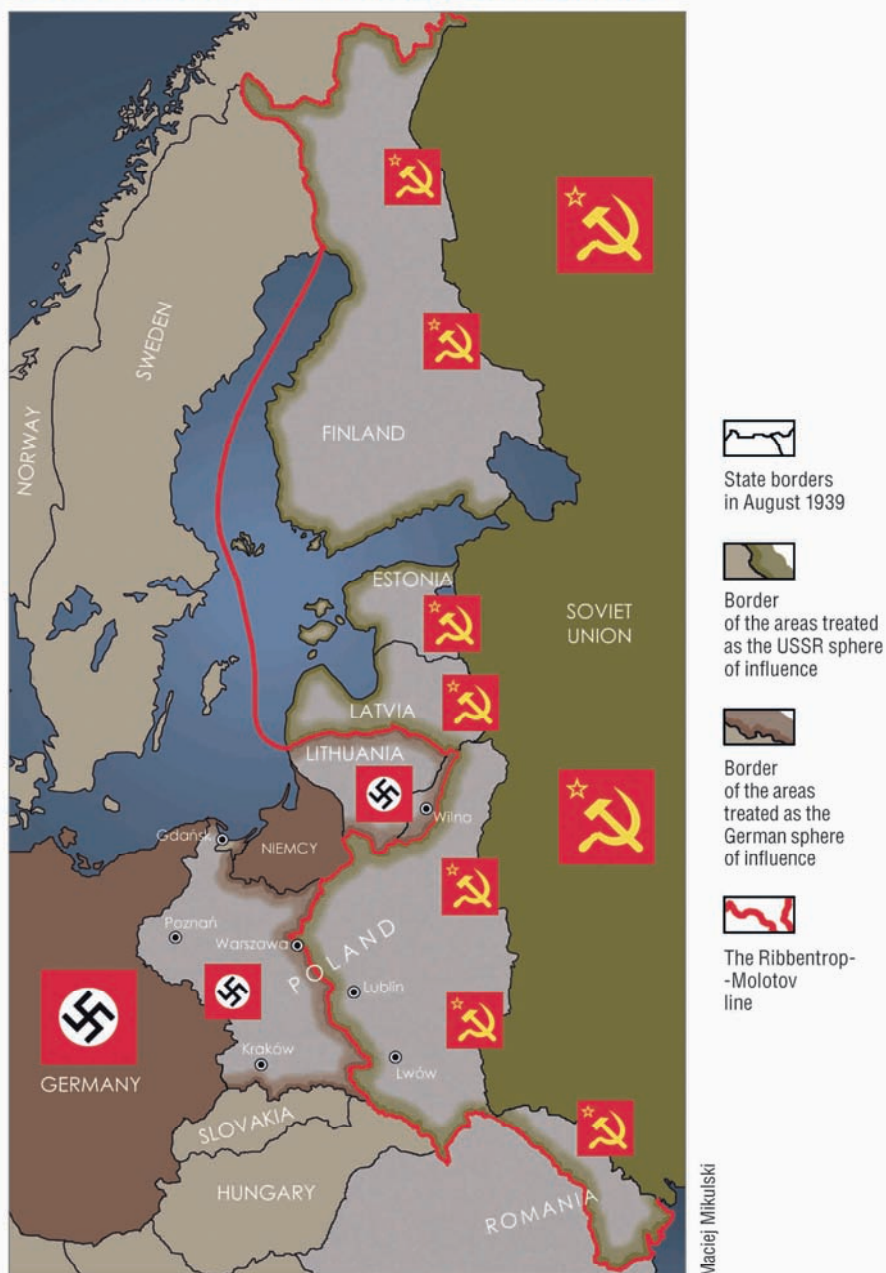 NORWAY
SWEDEN
FINLAND
ESTONIA
SOVIET
UNION
LATVIA
LITHUANIA
Wilno
Gdańsk
NIEMCY
Poznań
Warszawa
POLAND
Lublin
GERMANY
Kraków
Lwów
SLOVAKIA
HUNGARY
ROMANIA
State borders
in August 1939
Border
of the areas treated
as the USSR sphere
of influence
Border
of the areas
treated as the
German sphere
of influence
The Ribbentrop-
-Molotov
line
Maciej Mikulski